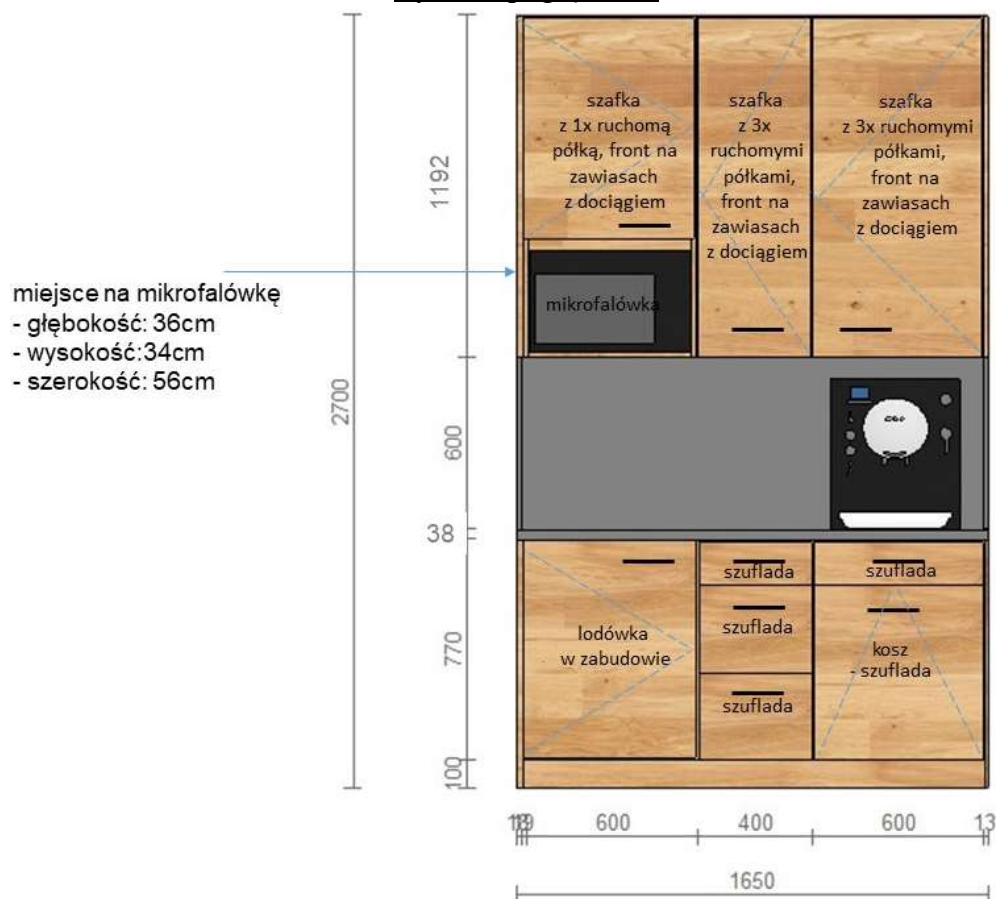 szafka
z 1x ruchomą
półką, front na
zawiasach
z dociągiem
szafka
z 3x
ruchomymi
półkami,
front na
zawiasach
z dociągiem
szafka
z 3x ruchomymi
półkami,
front na
zawiasach
z dociągiem
1192
miejsce na mikrofalówkę
- głębokość: 36cm
- wysokość:34cm
- szerokość: 56cm
mikrofalówka
2700
600
38
szuflada
szuflada
lodówka
w zabudowie
szuflada
kosz
- szuflada
770
szuflada
100
600
400
600
13
1650